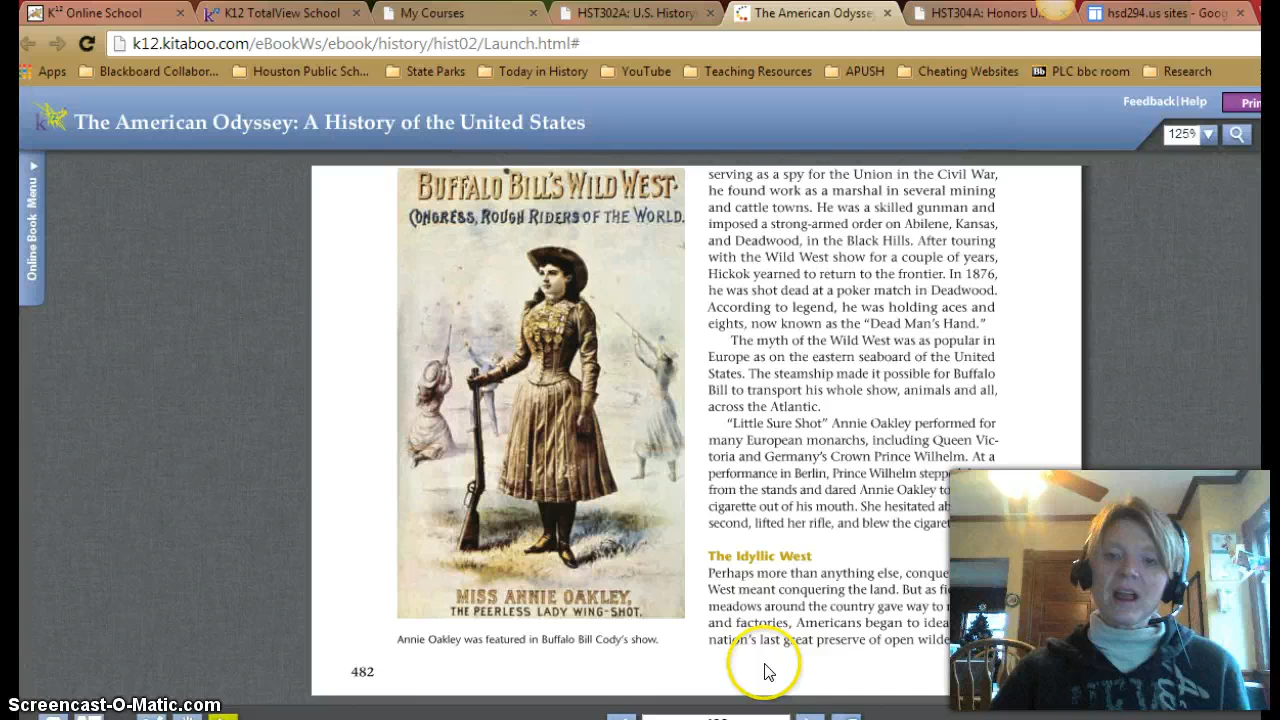 K¹² Online School
K12 TotalView School
My Courses
HST302A: U.S. History
The American Odysse
HST304A: Honors U.
hsd294.us sites - Goog
k12.kitaboo.com/eBookWs/ebook/history/hist02/Launch.html#
Apps
Blackboard Collabor...
Houston Public Sch...
State Parks
Today in History
YouTube
Teaching Resources
APUSH
Cheating Websites
Bb PLC bbc room
Research
Feedback|Help
Prin
The American Odyssey: A History of the United States
125%
Online Book Menu
BUFFALO BILL'S WILD WEST
CONGRESS, ROUGH RIDERS OF THE WORLD.
MISS ANNIE OAKLEY,
THE PEERLESS LADY WING-SHOT.
Annie Oakley was featured in Buffalo Bill Cody's show.
482
serving as a spy for the Union in the Civil War,
he found work as a marshal in several mining
and cattle towns. He was a skilled gunman and
imposed a strong-armed order on Abilene, Kansas,
and Deadwood, in the Black Hills. After touring
with the Wild West show for a couple of years,
Hickok yearned to return to the frontier. In 1876,
he was shot dead at a poker match in Deadwood.
According to legend, he was holding aces and
eights, now known as the “Dead Man's Hand.”
The myth of the Wild West was as popular in
Europe as on the eastern seaboard of the United
States. The steamship made it possible for Buffalo
Bill to transport his whole show, animals and all,
across the Atlantic.
“Little Sure Shot” Annie Oakley performed for
many European monarchs, including Queen Vic-
toria and Germany's Crown Prince Wilhelm. At a
performance in Berlin, Prince Wilhelm stepped
from the stands and dared Annie Oakley to
cigarette out of his mouth. She hesitated
second, lifted her rifle, and blew the
The Idyllic West
Perhaps more than anything else,
West meant conquering the land. But as
meadows around the country gave way to
and factories, Americans began to
nation's last great preserve of open
Screencast-O-Matic.com